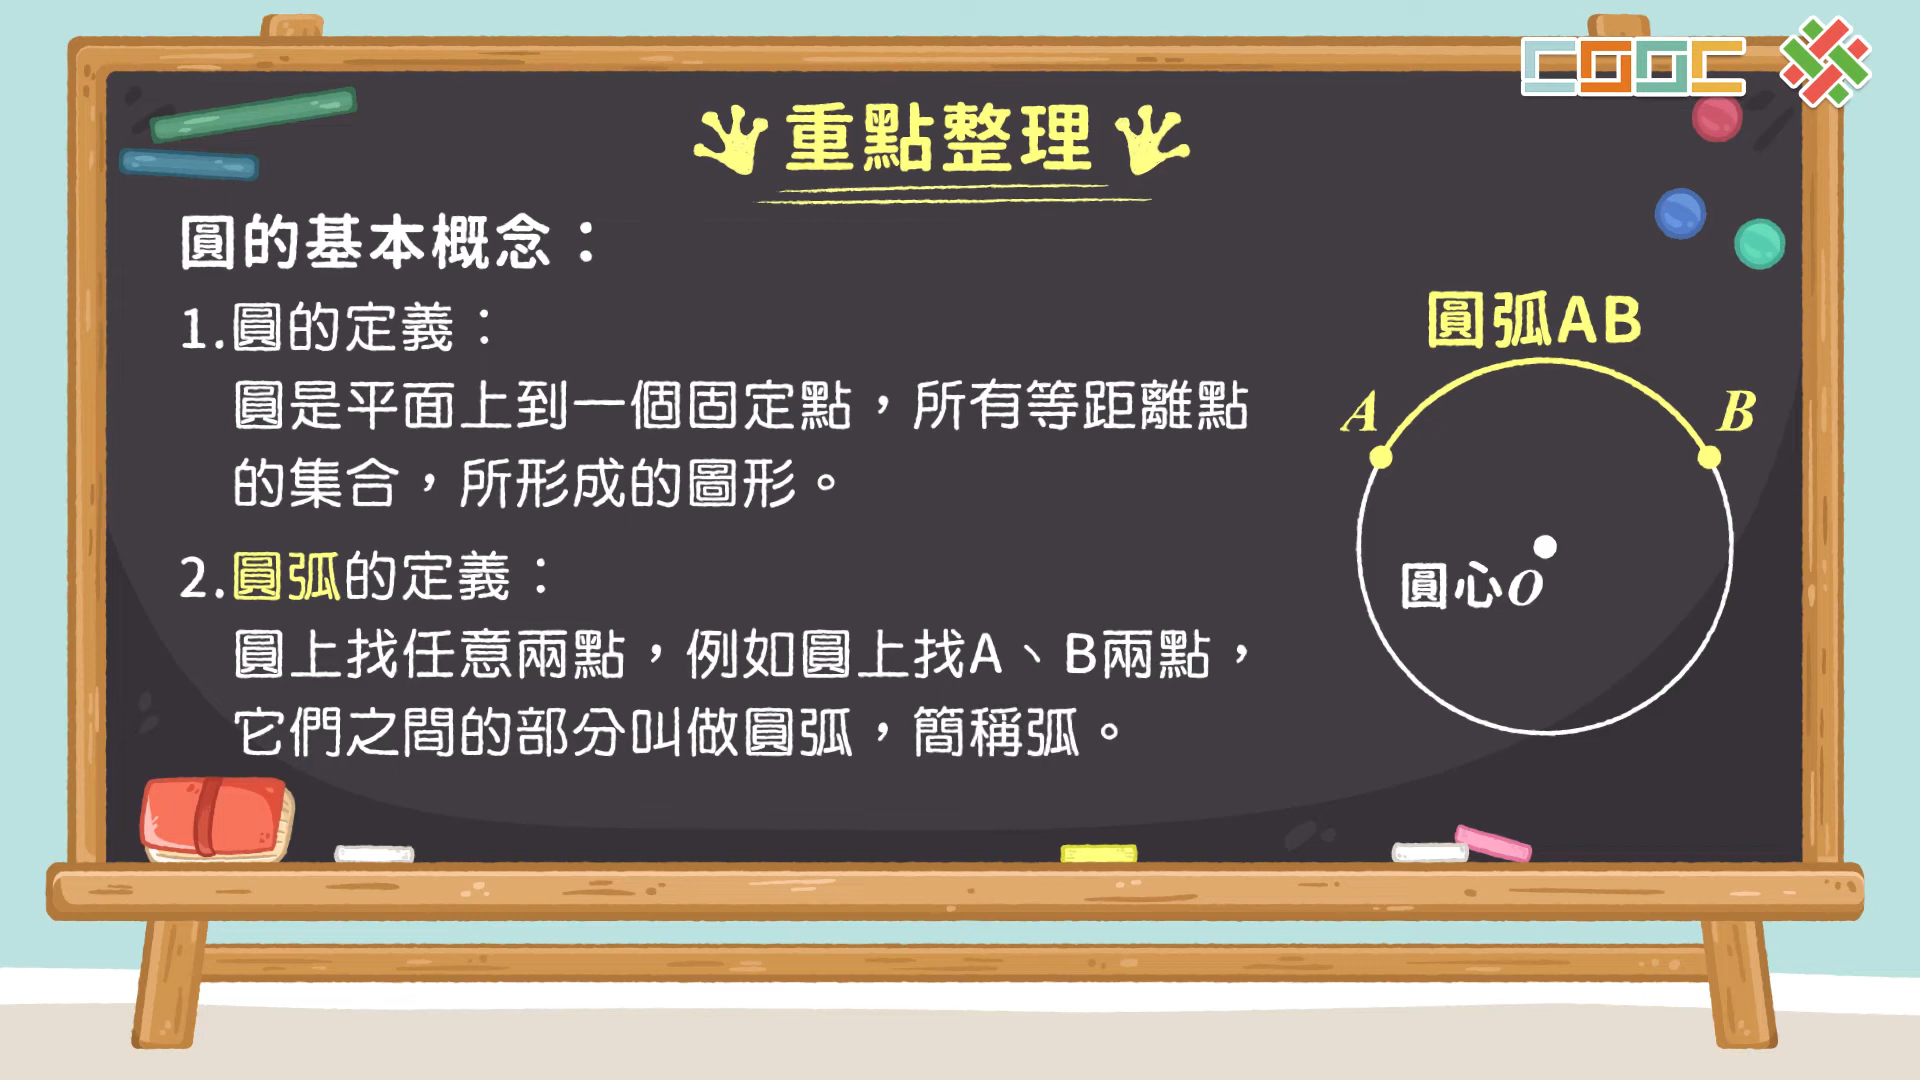 COOC
重點整理
圓的基本概念：
1.圓的定義：
圓是平面上到一個固定點，所有等距離點
的集合，所形成的圖形。
2.圓弧的定義：
圓上找任意兩點，例如圓上找A、B兩點，
它們之間的部分叫做圓弧，簡稱弧。
圓弧AB
A
B
圓心O